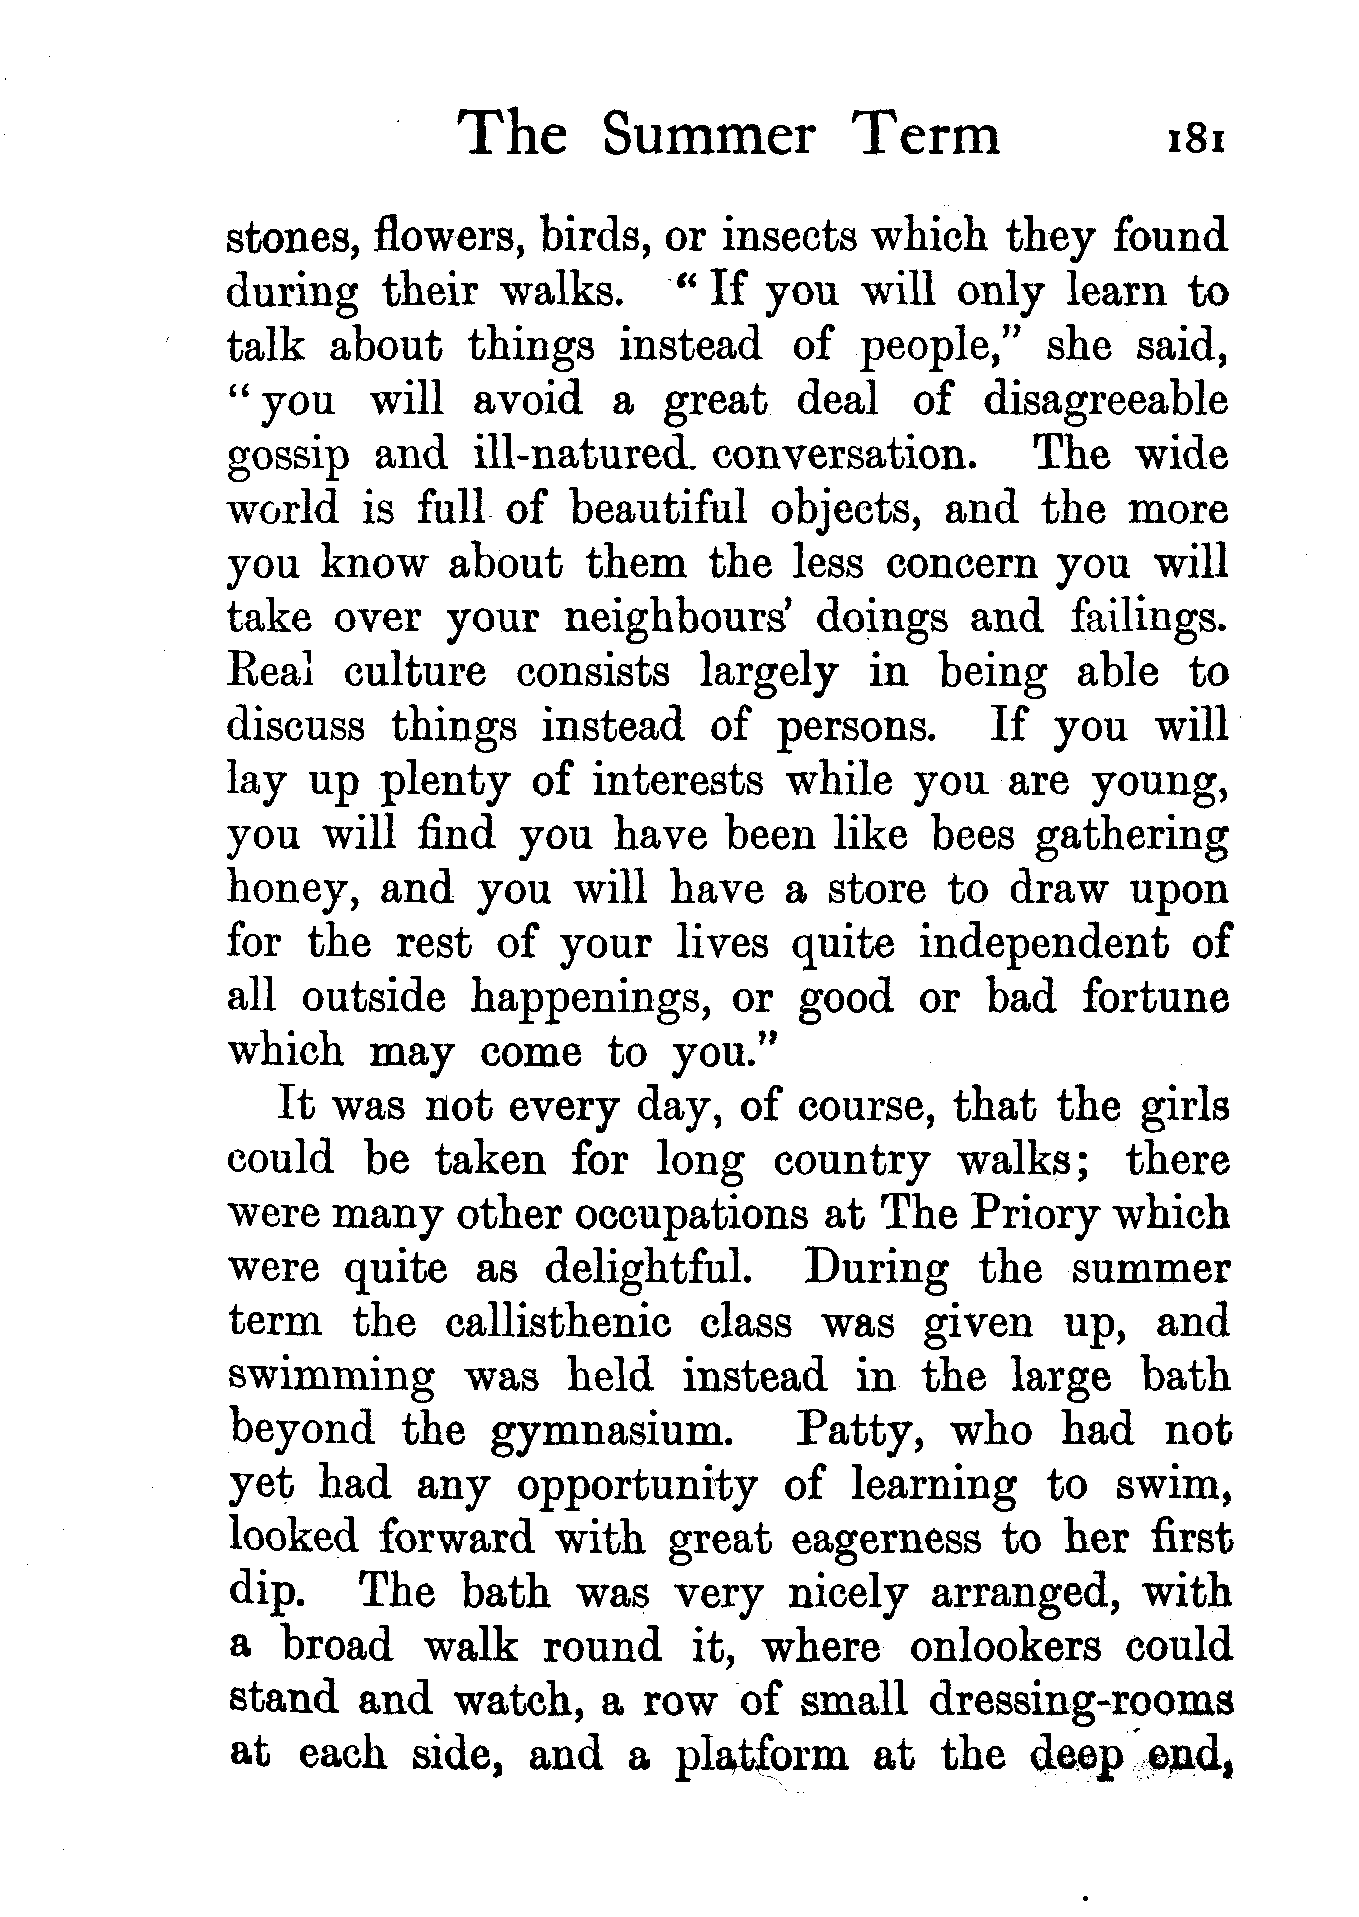 The Summer Term 181
stones, flowers, birds, or insects which they found
during their walks. “ If you will only learn to
talk about things instead of people,” she said,
“ you will avoid a great deal of disagreeable
gossip and ill-natured conversation. The wide
world is full of beautiful objects, and the more
you know about them the less concern you will
take over your neighbours’ doings and failings.
Real culture consists largely in being able to
discuss things instead of persons. If you will
lay up plenty of interests while you are young,
you will find you have been like bees gathering
honey, and you will have a store to draw upon
for the rest of your lives quite independent of
all outside happenings, or good or bad fortune
which may come to you.”
It was not every day, of course, that the girls
could be taken for long country walks; there
were many other occupations at The Priory which
were quite as delightful. During the summer
term the callisthenic class was given up, and
swimming was held instead in the large bath
beyond the gymnasium. Patty, who had not
yet had any opportunity of learning to swim,
looked forward with great eagerness to her first
dip. The bath was very nicely arranged, with
a broad walk round it, where onlookers could
stand and watch, a row of small dressing-rooms
at each side, and a platform at the deep end,